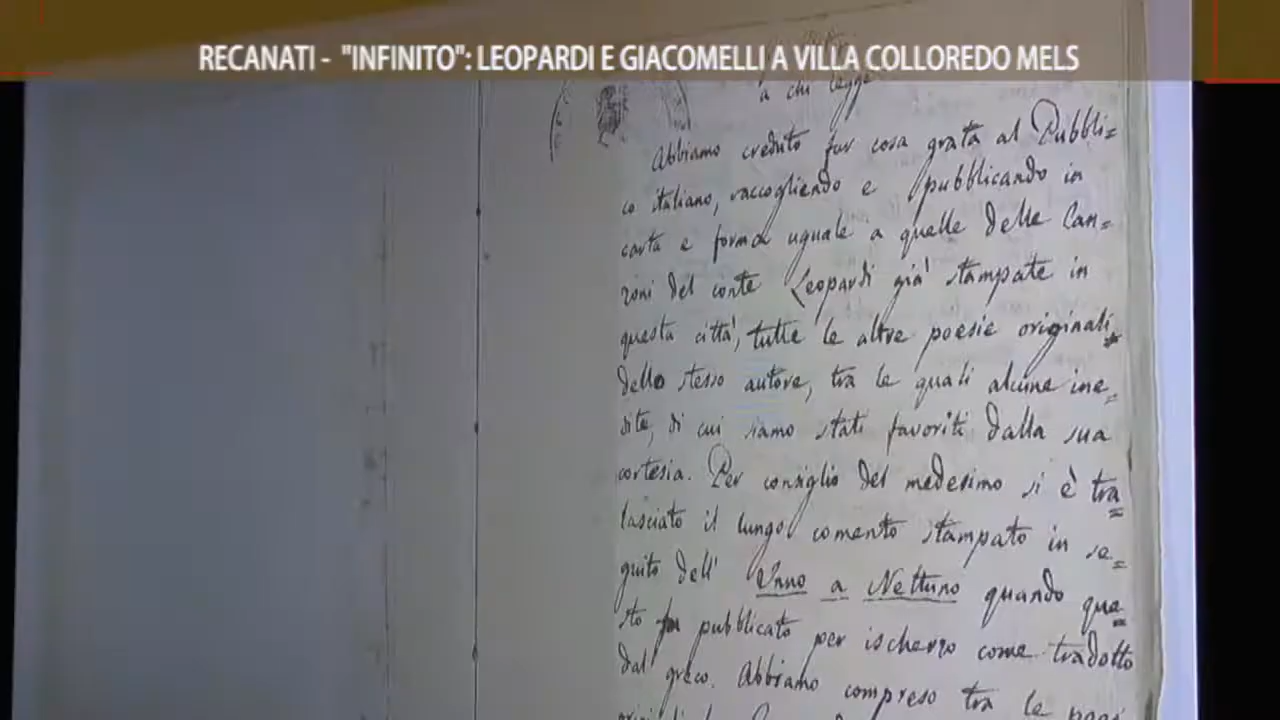 RECANATI - "INFINITO": LEOPARDI E GIACOMELLI A VILLA COLLOREDO MELS
a chi legge
Abbiamo creduto far cosa grata al Pubbli=
co italiano, raccogliendo e pubblicando in
carta e forma uguale a quelle delle Can=
zoni del conte Leopardi già stampate in
questa città, tutte le altre poesie originali
dello stesso autore, tra le quali alcune ine=
dite, di cui siamo stati favoriti dalla sua
cortesia. Per consiglio del medesimo si è tra=
lasciato il lungo comento stampato in se=
guito dell' Inno a Nettuno quando que=
sto fu pubblicato per ischerzo come tradotto
dal greco. Abbiamo compreso tra le poesi